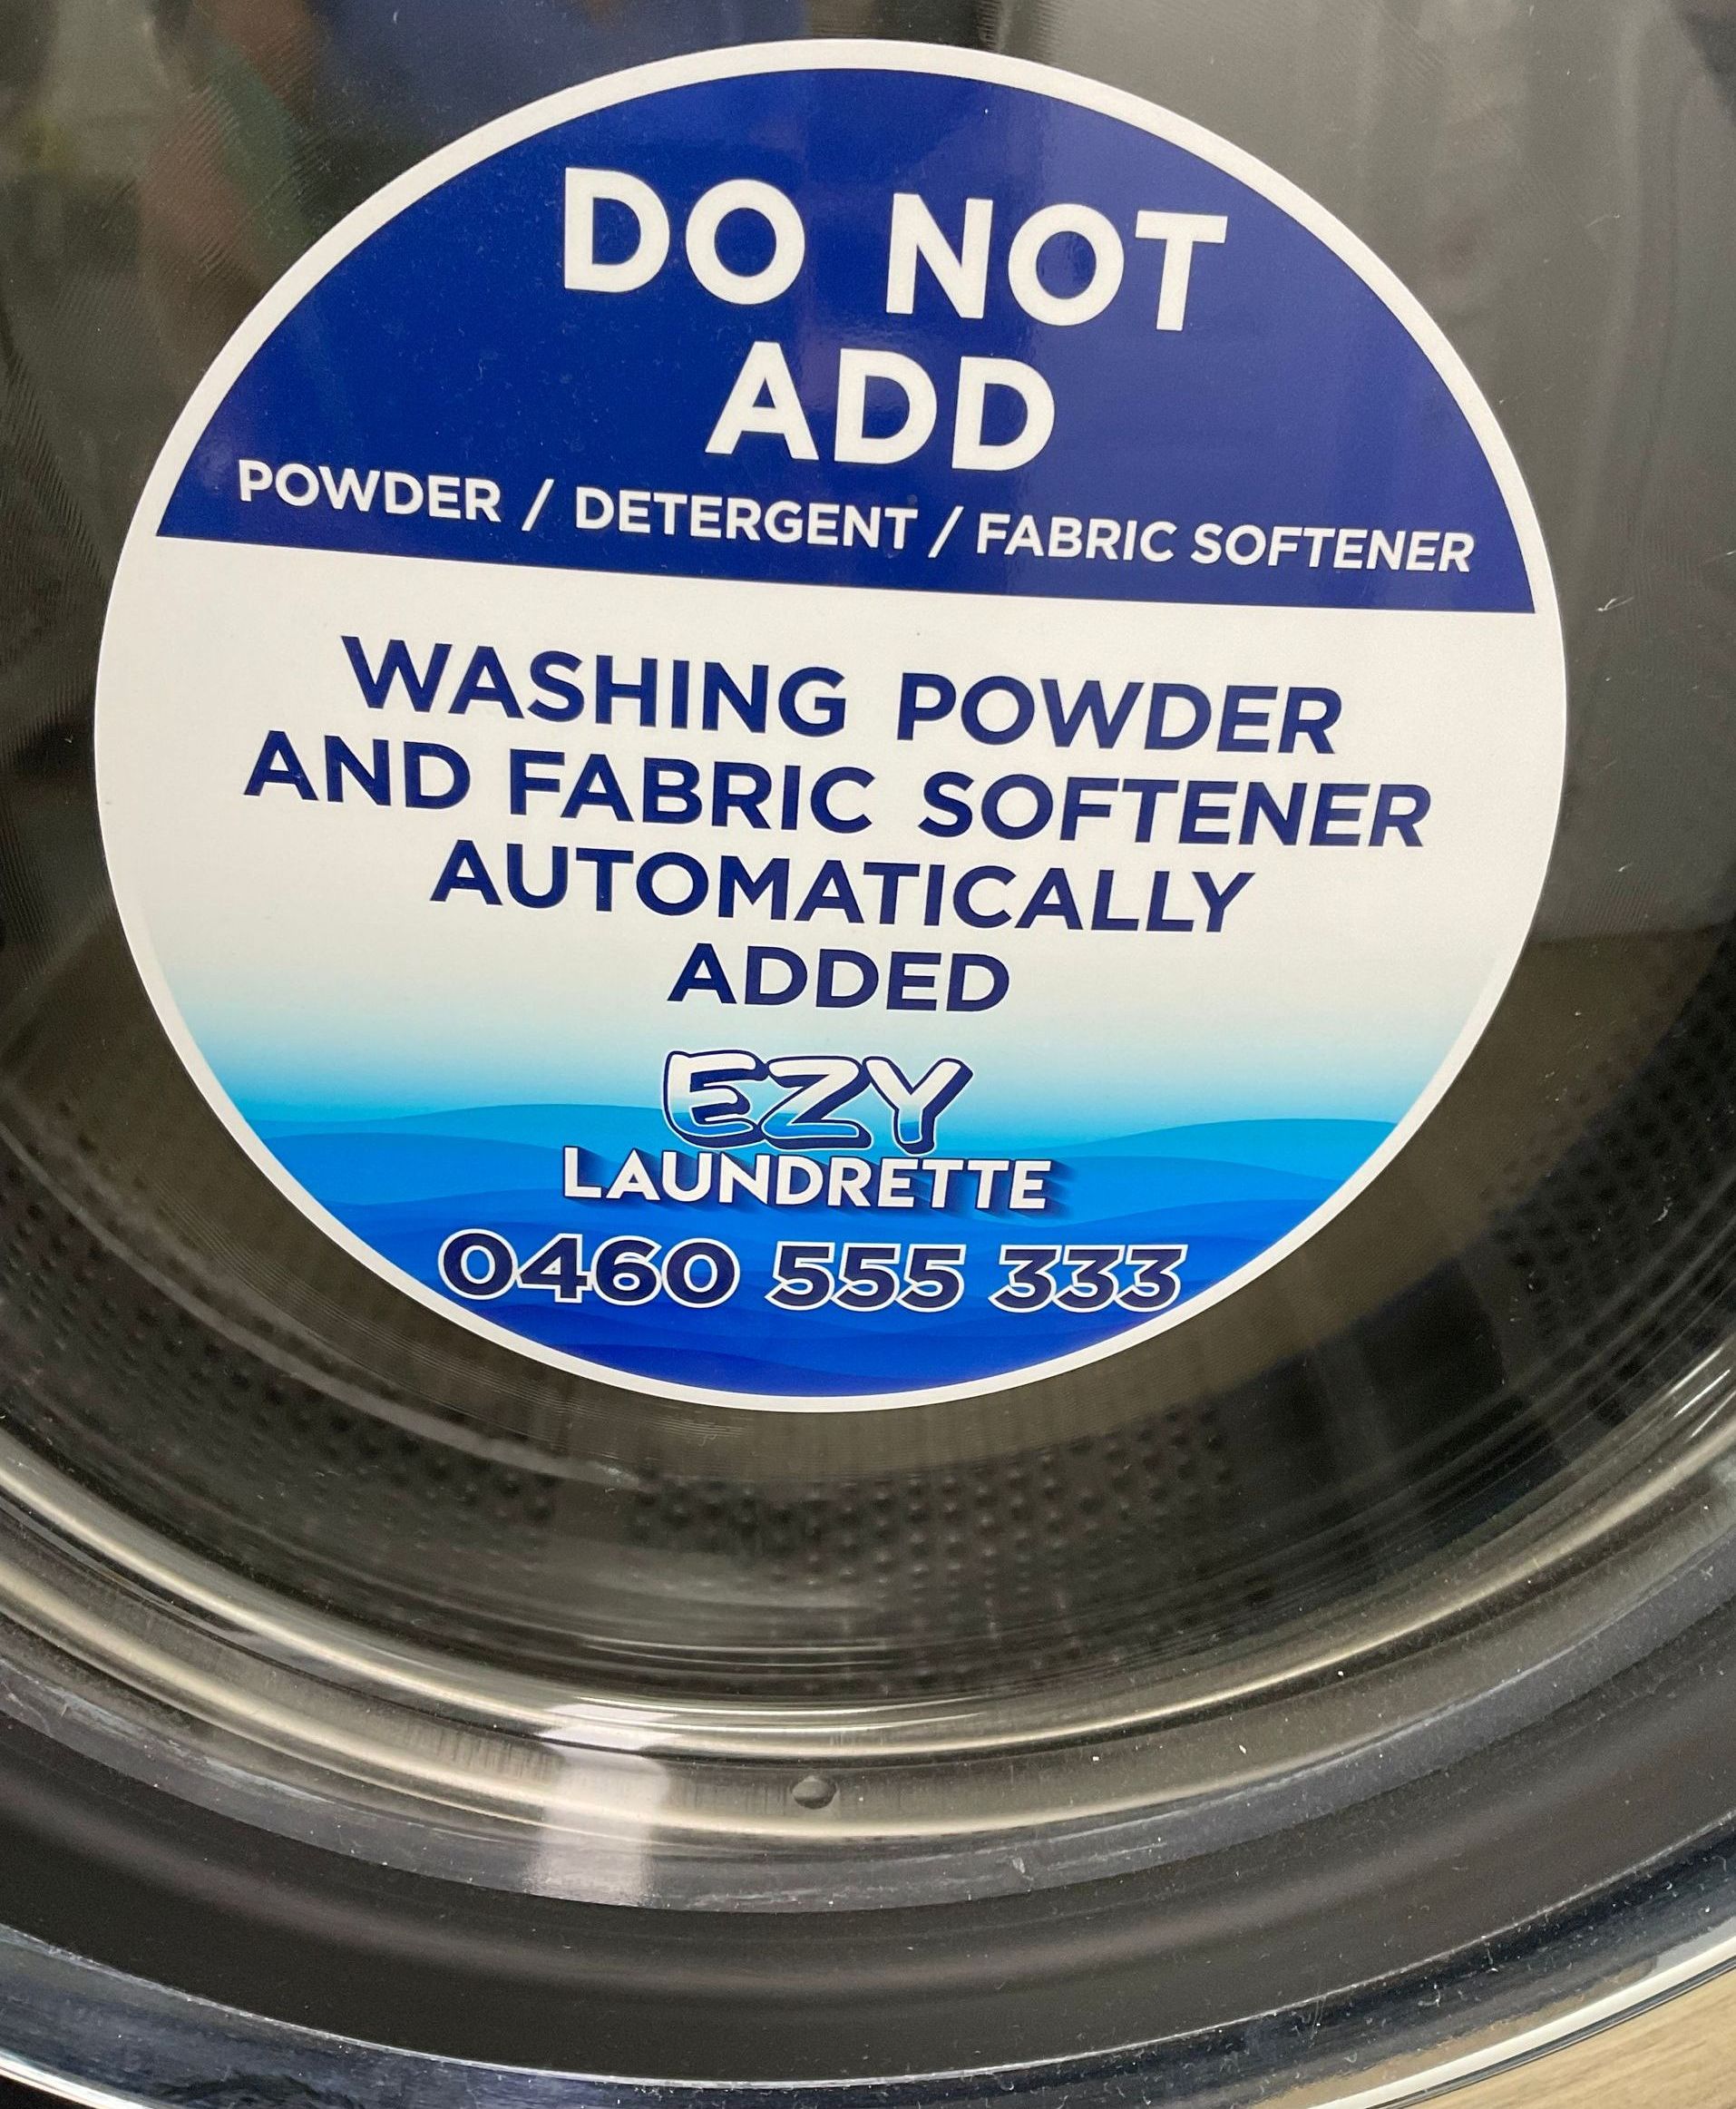 DO NOT
ADD
POWDER / DETERGENT / FABRIC SOFTENER
WASHING POWDER
AND FABRIC SOFTENER
AUTOMATICALLY
ADDED
EZY
LAUNDRETTE
0460 555 333